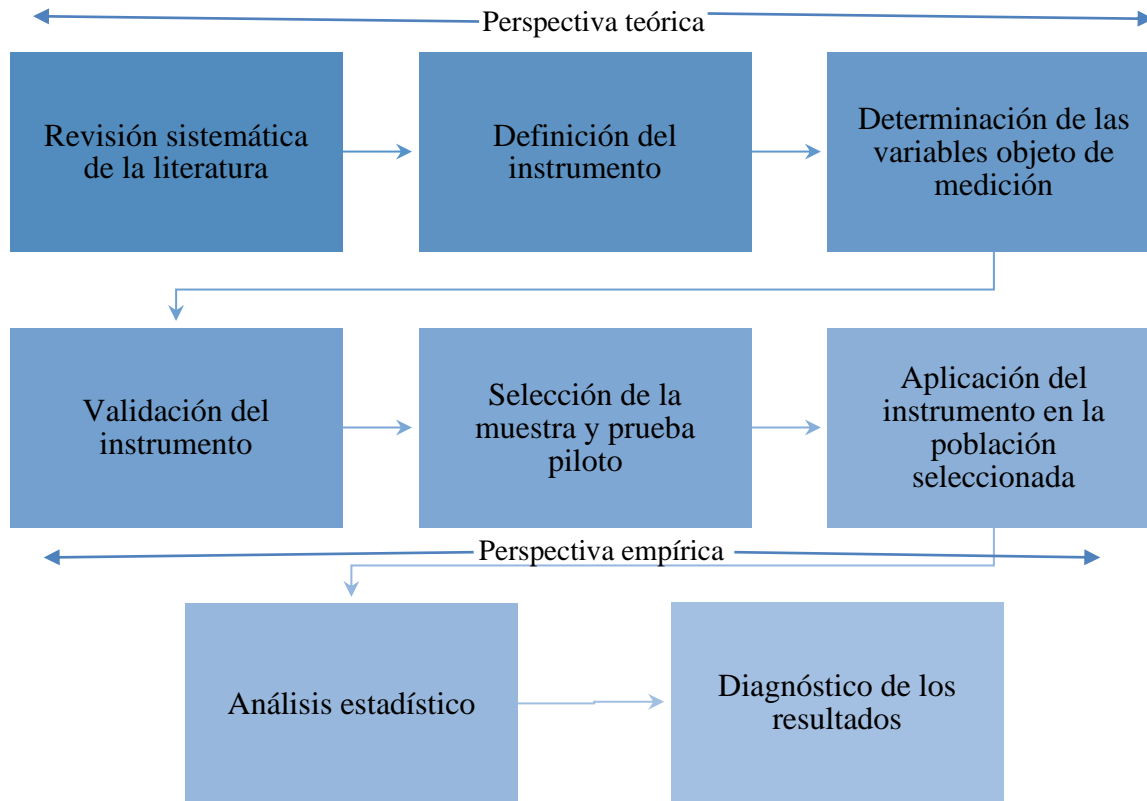 Perspectiva teórica
Revisión sistemática
de la literatura
Definición del
instrumento
Determinación de las
variables objeto de
medición
Validación del
instrumento
Selección de la
muestra y prueba
piloto
Aplicación del
instrumento en la
población
seleccionada
Perspectiva empírica
Análisis estadístico
Diagnóstico de los
resultados